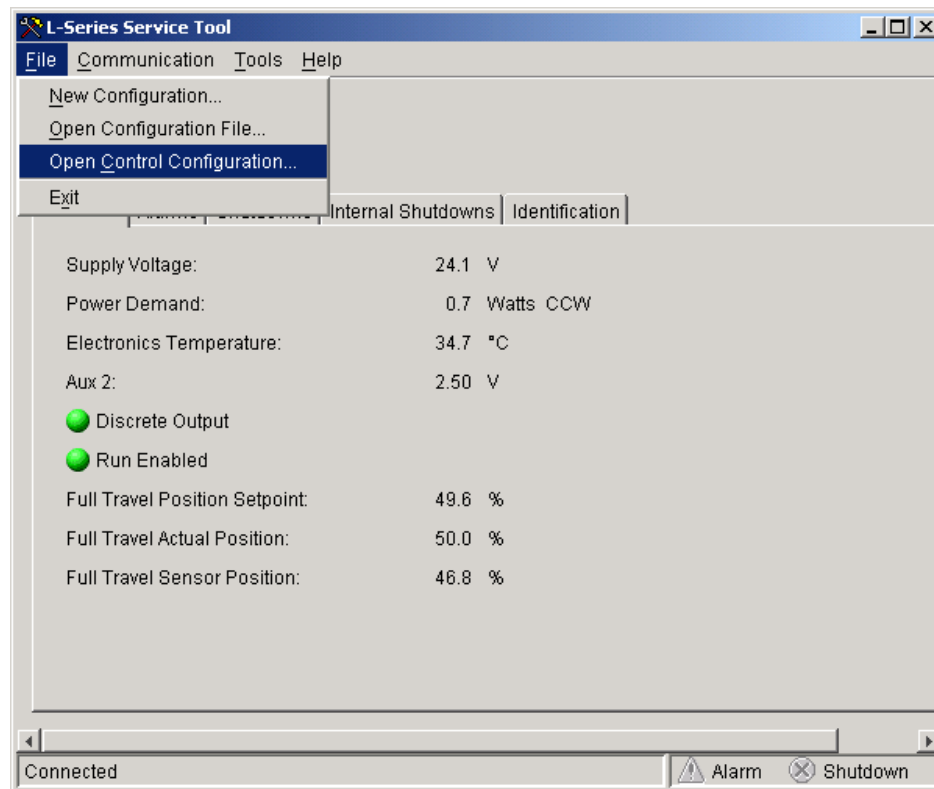 L-Series Service Tool
File Communication Tools Help
New Configuration...
Open Configuration File...
Open Control Configuration...
Exit
Internal Shutdowns Identification
Supply Voltage: 24.1 V
Power Demand: 0.7 Watts CCW
Electronics Temperature: 34.7 °C
Aux 2: 2.50 V
Discrete Output
Run Enabled
Full Travel Position Setpoint: 49.6 %
Full Travel Actual Position: 50.0 %
Full Travel Sensor Position: 46.8 %
Connected Alarm Shutdown